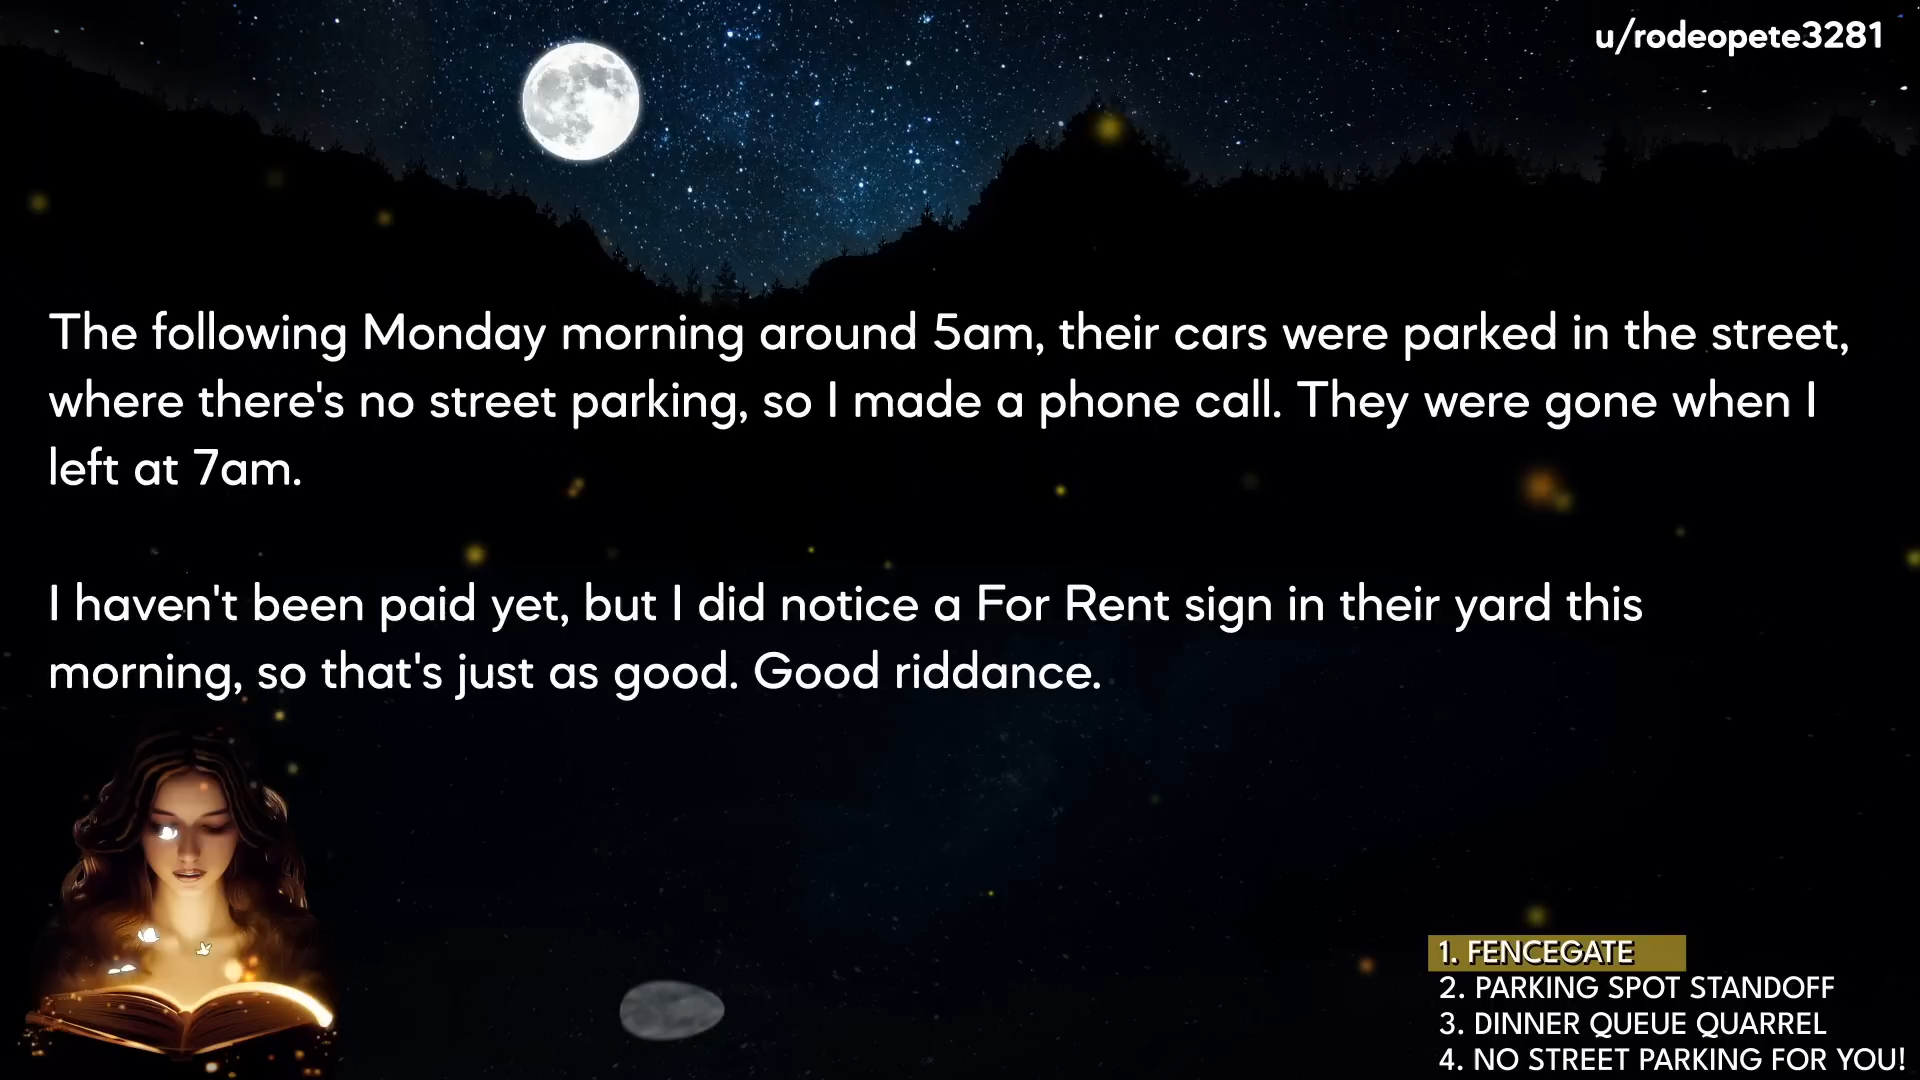 u/rodeopete3281
The following Monday morning around 5am, their cars were parked in the street,
where there's no street parking, so I made a phone call. They were gone when I
left at 7am.
I haven't been paid yet, but I did notice a For Rent sign in their yard this
morning, so that's just as good. Good riddance.
1. FENCEGATE
2. PARKING SPOT STANDOFF
3. DINNER QUEUE QUARREL
4. NO STREET PARKING FOR YOU!